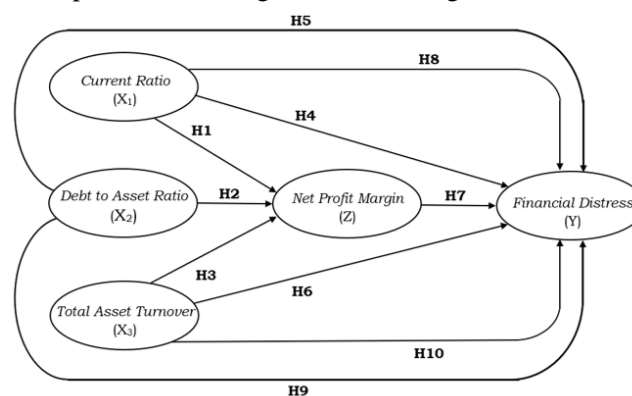 H5
Current Ratio
(X₁)
H8
H4
H1
Debt to Asset Ratio
(X₂)
H2
Net Profit Margin
(Z)
H7
Financial Distress
(Y)
H3
H6
Total Asset Turnover
(X₃)
H10
H9